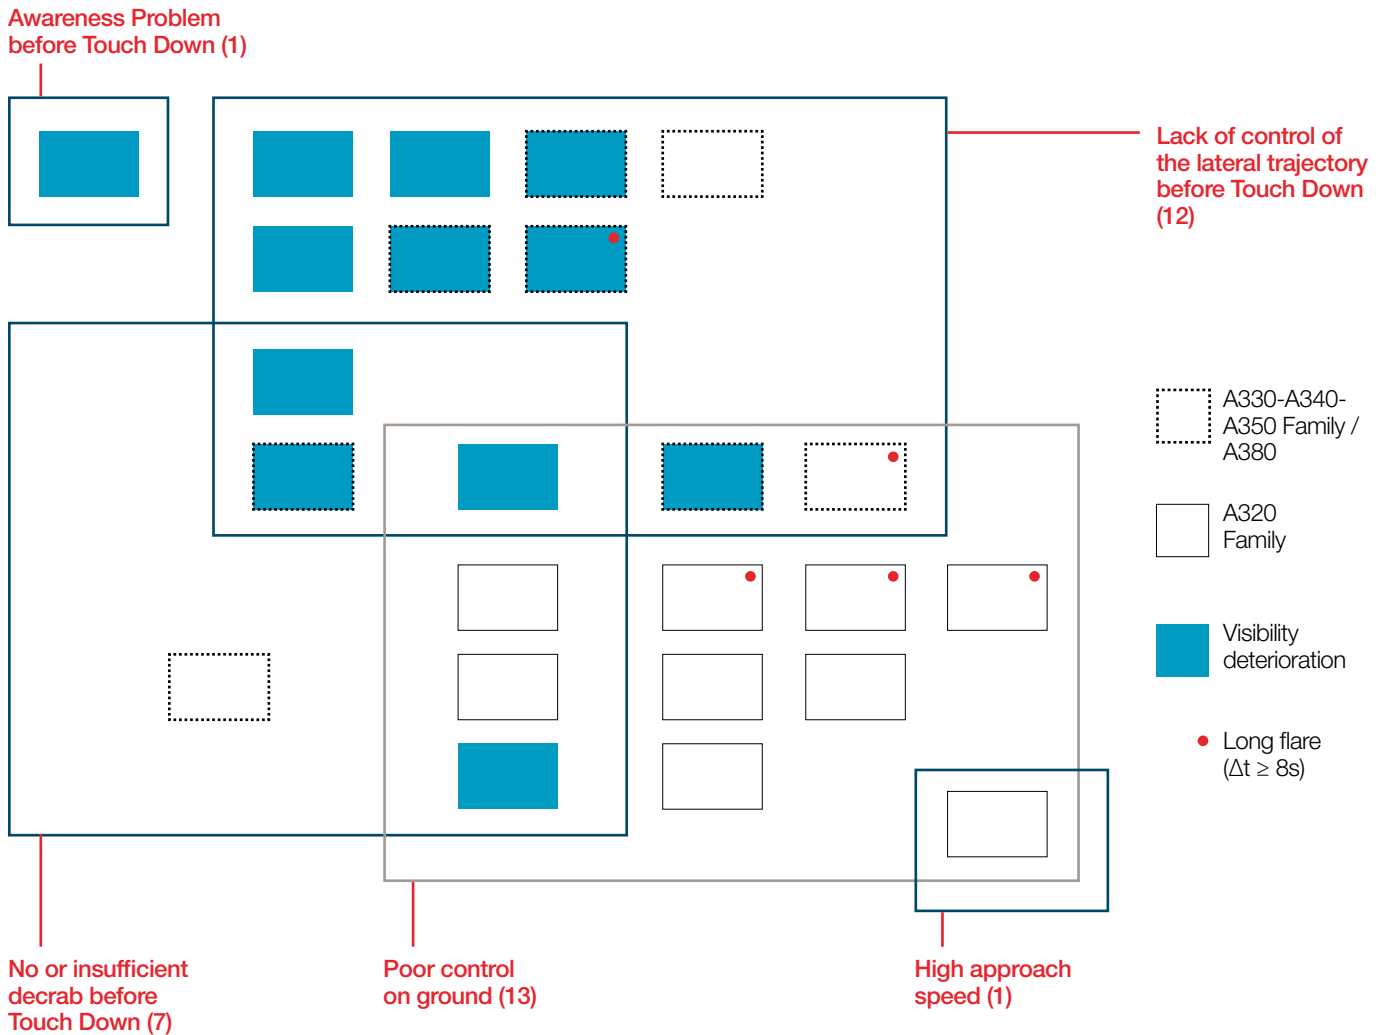 Awareness Problem
before Touch Down (1)
Lack of control of
the lateral trajectory
before Touch Down
(12)
A330-A340-
A350 Family /
A380
A320
Family
Visibility
deterioration
Long flare
(Δt ≥ 8s)
No or insufficient
decrab before
Touch Down (7)
Poor control
on ground (13)
High approach
speed (1)